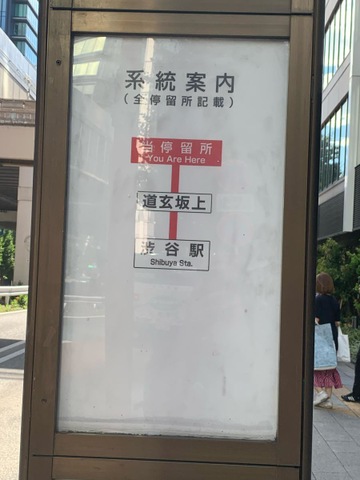 系統案内
(全停留所記載)
当停留所
You Are Here
道玄坂上
渋谷駅
Shibuya Sta.